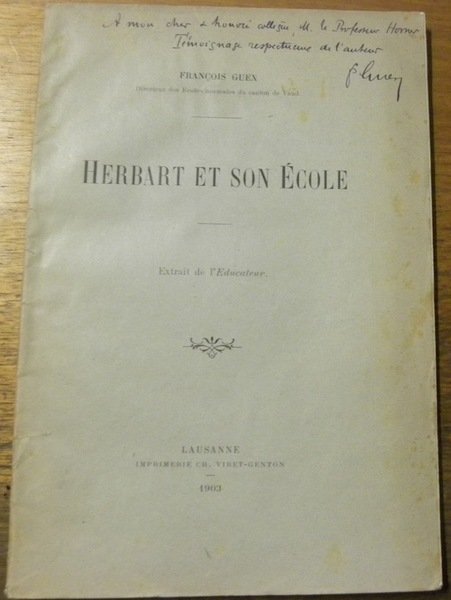 A mon cher & honoré collègue M. le Professeur Horner
Témoignage respectueux de l'auteur
F Guex
FRANÇOIS GUEX
Directeur des Ecoles normales du canton de Vaud
HERBART ET SON ÉCOLE
Extrait de l'Educateur.
LAUSANNE
IMPRIMERIE CH. VIRET-GENTON
1903